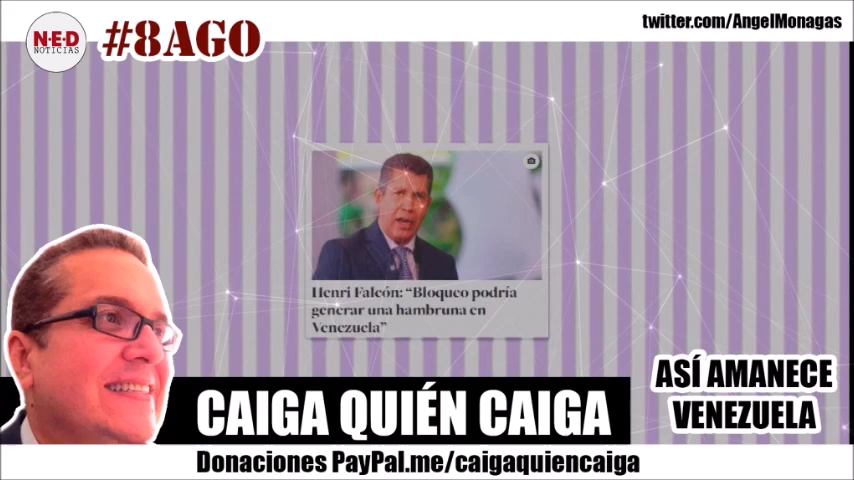 N·E·D
NOTICIAS
#8AGO
twitter.com/AngelMonagas
Henri Falcón: “Bloqueo podría
generar una hambruna en
Venezuela”
CAIGA QUIÉN CAIGA
ASÍ AMANECE
VENEZUELA
Donaciones PayPal.me/caigaquiencaiga